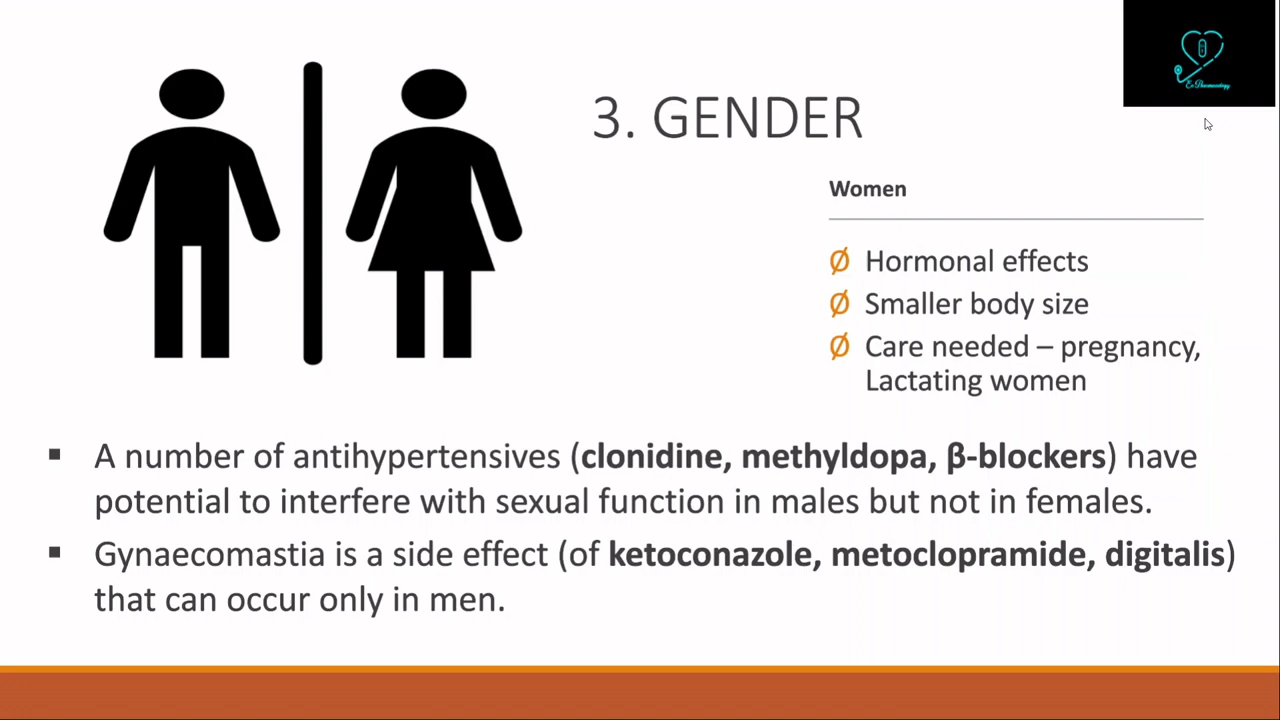 3. GENDER
Women
Ø Hormonal effects
Ø Smaller body size
Ø Care needed – pregnancy,
Lactating women
▪ A number of antihypertensives (clonidine, methyldopa, β-blockers) have
potential to interfere with sexual function in males but not in females.
▪ Gynaecomastia is a side effect (of ketoconazole, metoclopramide, digitalis)
that can occur only in men.